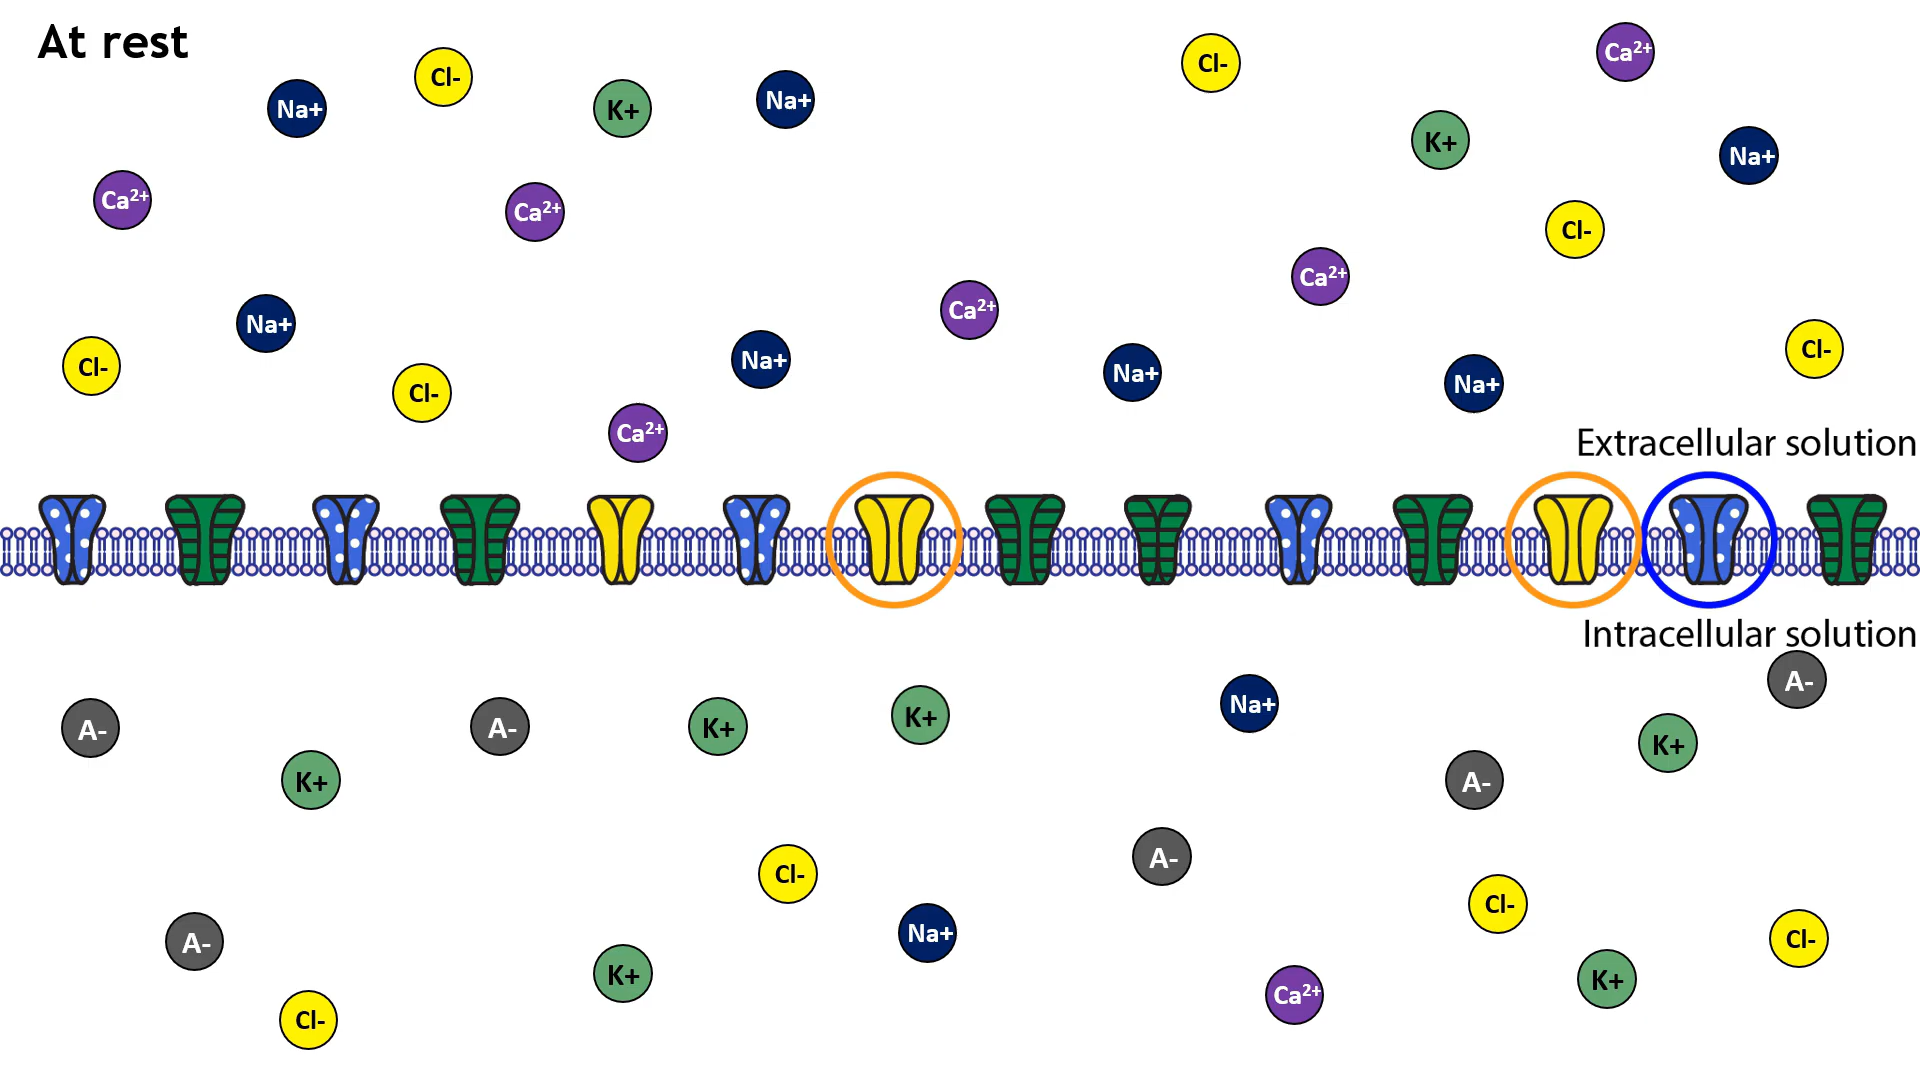 At rest
Cl-
Ca²⁺
Na+
Cl-
K+
Na+
K+
Na+
Ca²⁺
Ca²⁺
Cl-
Ca²⁺
Ca²⁺
Na+
Cl-
Na+
Cl-
Na+
Na+
Cl-
Ca²⁺
Extracellular solution
Intracellular solution
A-
Na+
K+
A-
A-
K+
K+
K+
A-
A-
Cl-
Cl-
Na+
A-
Cl-
K+
K+
Ca²⁺
Cl-